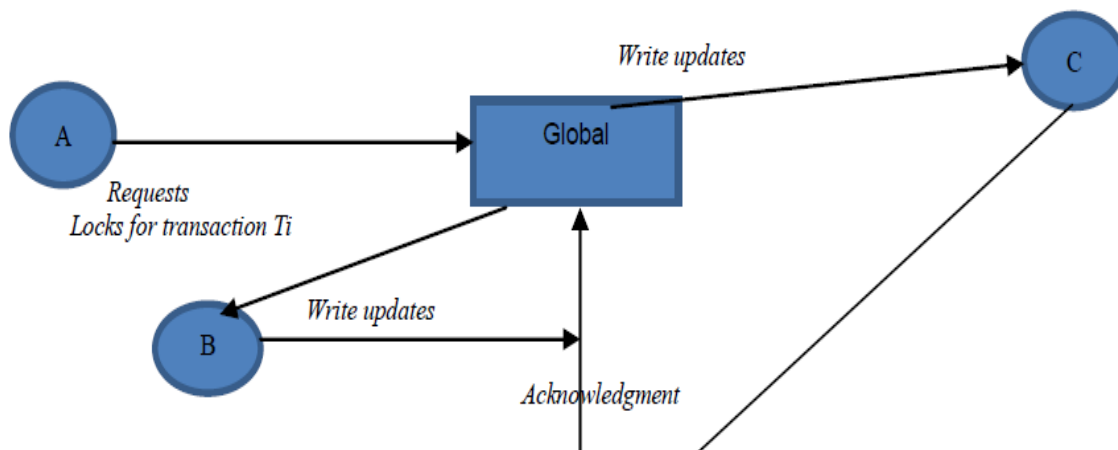 Write updates
C
Global
A
Requests
Locks for transaction Ti
Write updates
B
Acknowledgment